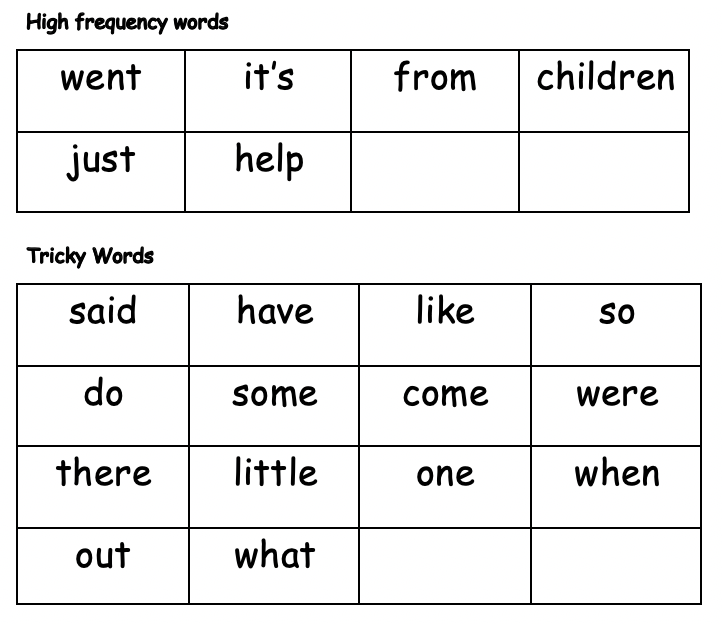 High frequency words
went it's from children
just help
Tricky Words
said have like so
do some come were
there little one when
out what